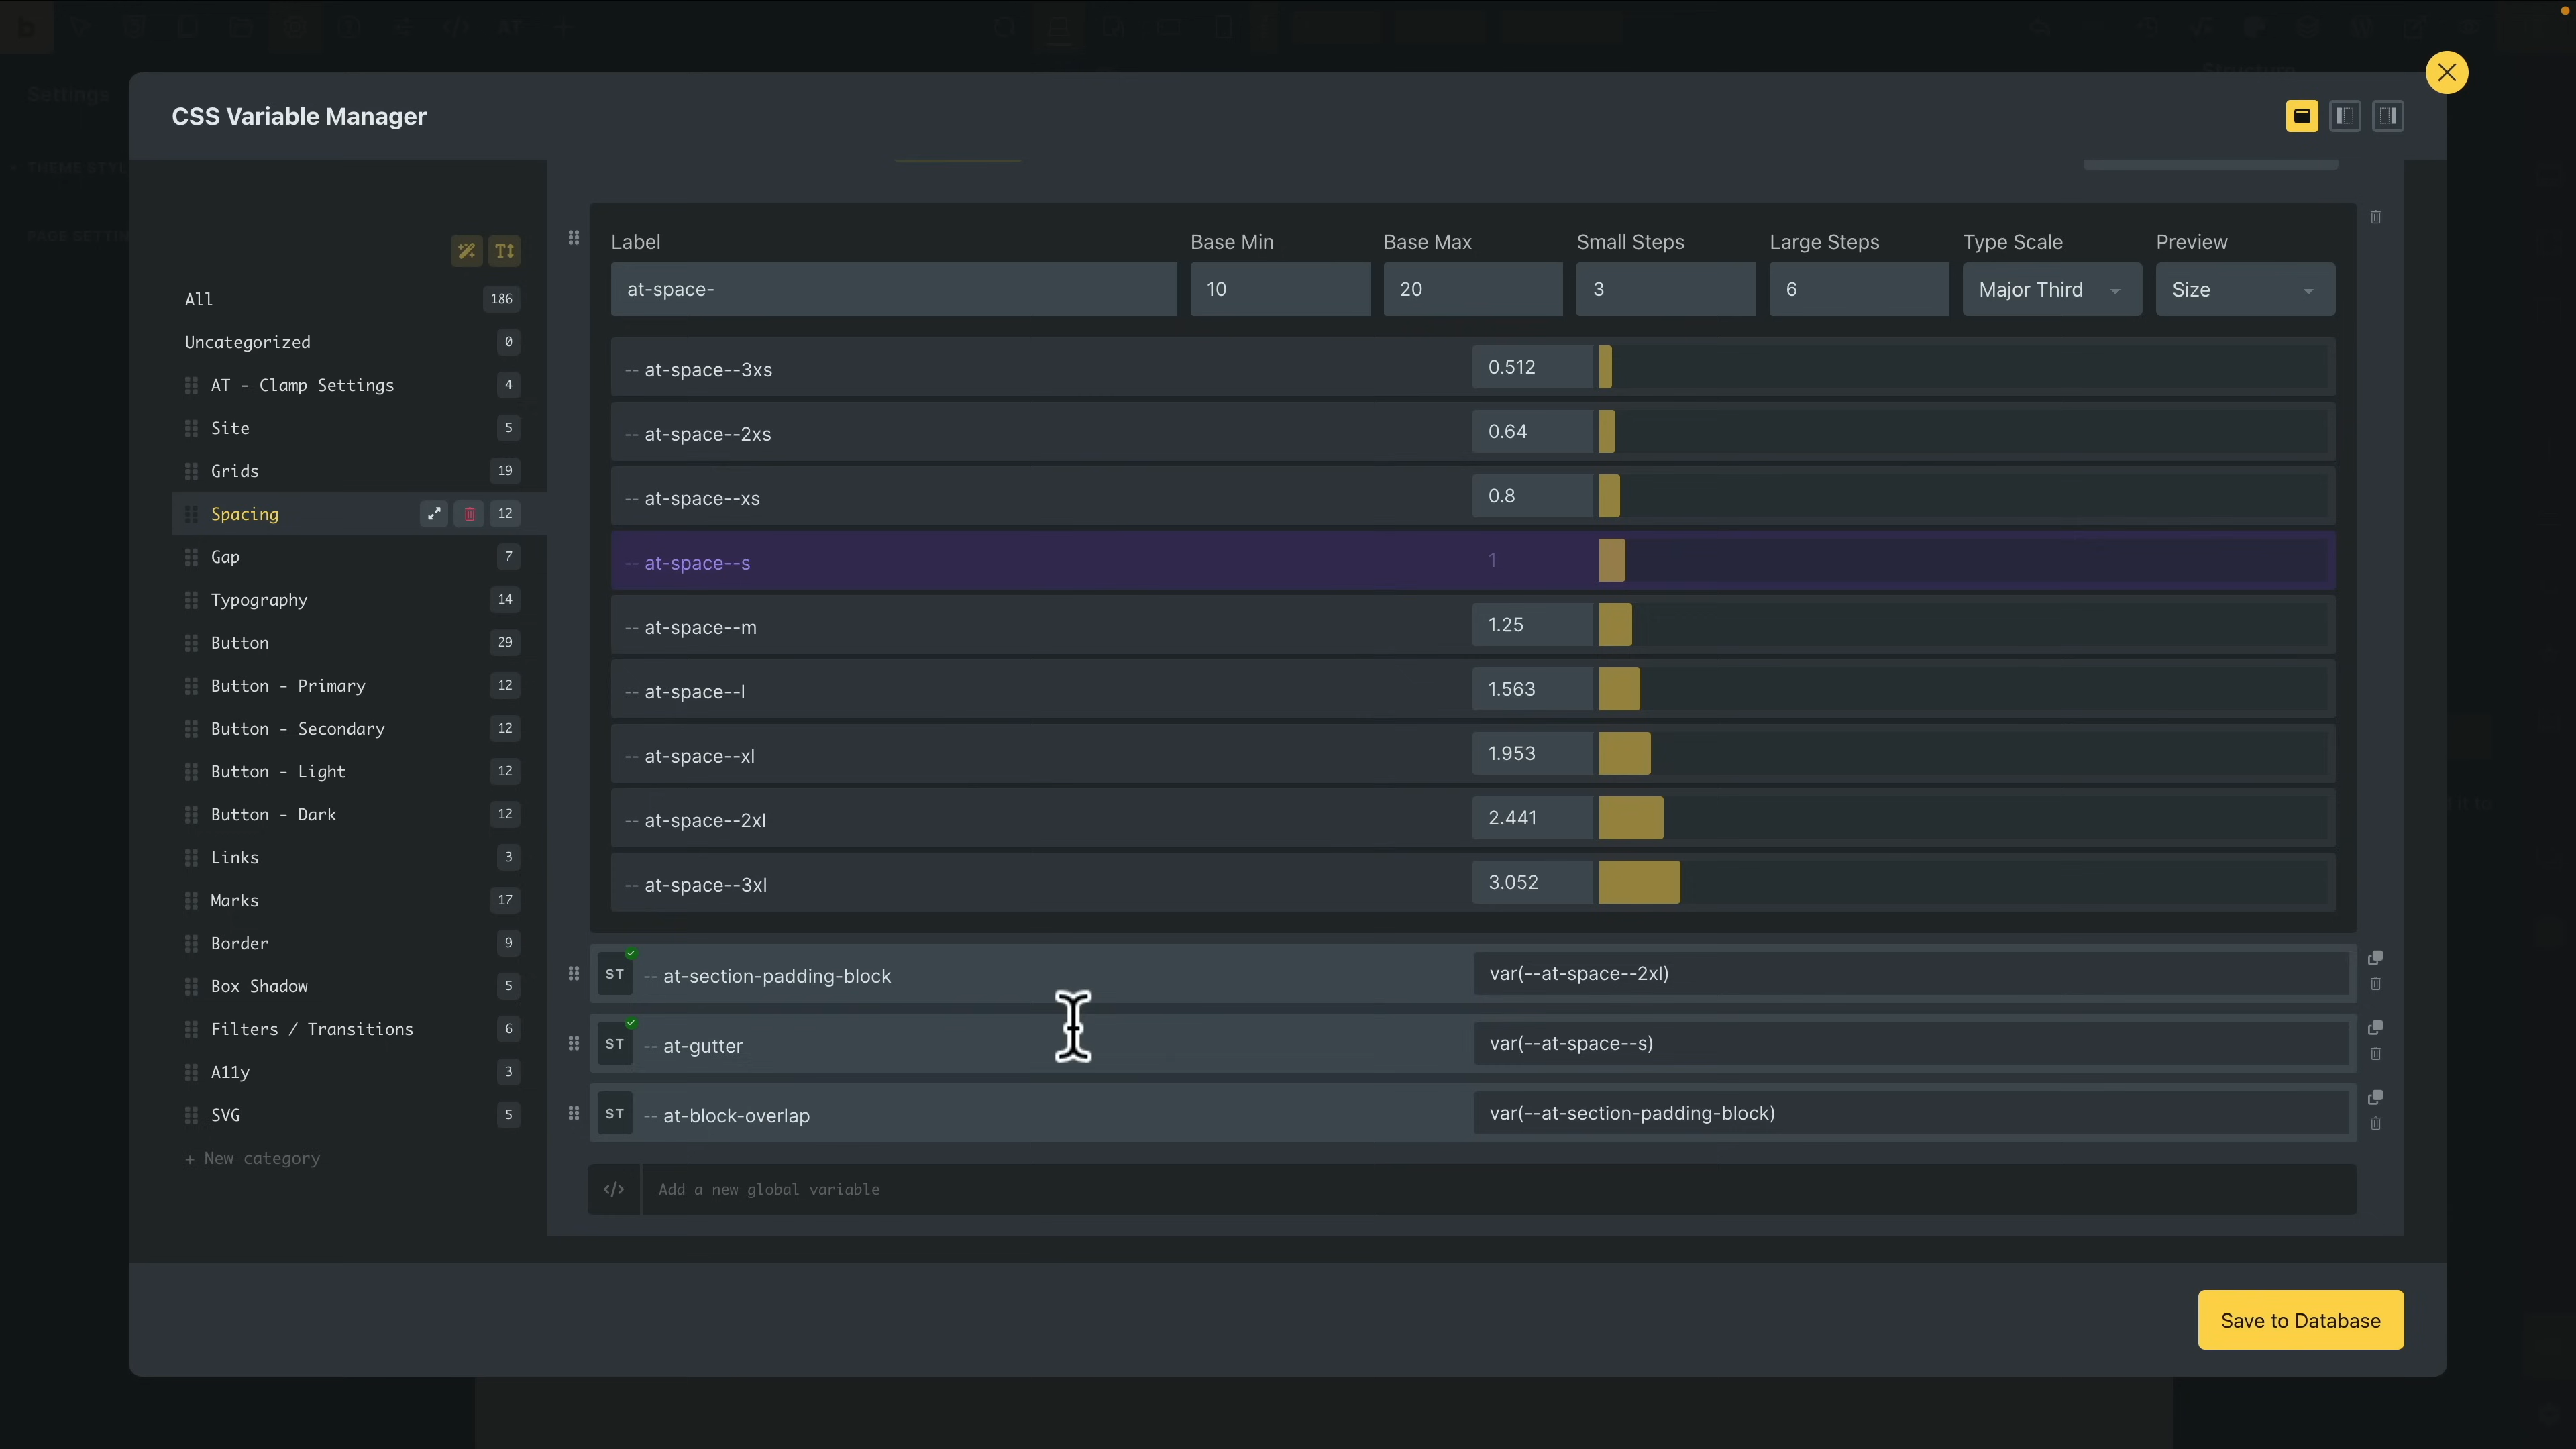 Settings
CSS Variable Manager
Label
Base Min
Base Max
Small Steps
Large Steps
Type Scale
Preview
at-space-
10
20
3
6
Major Third
Size
All 186
Uncategorized 0
AT - Clamp Settings 4
Site 5
Grids 19
Spacing 12
Gap 7
Typography 14
Button 29
Button - Primary 12
Button - Secondary 12
Button - Light 12
Button - Dark 12
Links 3
Marks 17
Border 9
Box Shadow 5
Filters / Transitions 6
A11y 3
SVG 5
+ New category
-- at-space--3xs 0.512
-- at-space--2xs 0.64
-- at-space--xs 0.8
-- at-space--s 1
-- at-space--m 1.25
-- at-space--l 1.563
-- at-space--xl 1.953
-- at-space--2xl 2.441
-- at-space--3xl 3.052
ST -- at-section-padding-block var(--at-space--2xl)
ST -- at-gutter var(--at-space--s)
ST -- at-block-overlap var(--at-section-padding-block)
</> Add a new global variable
Save to Database